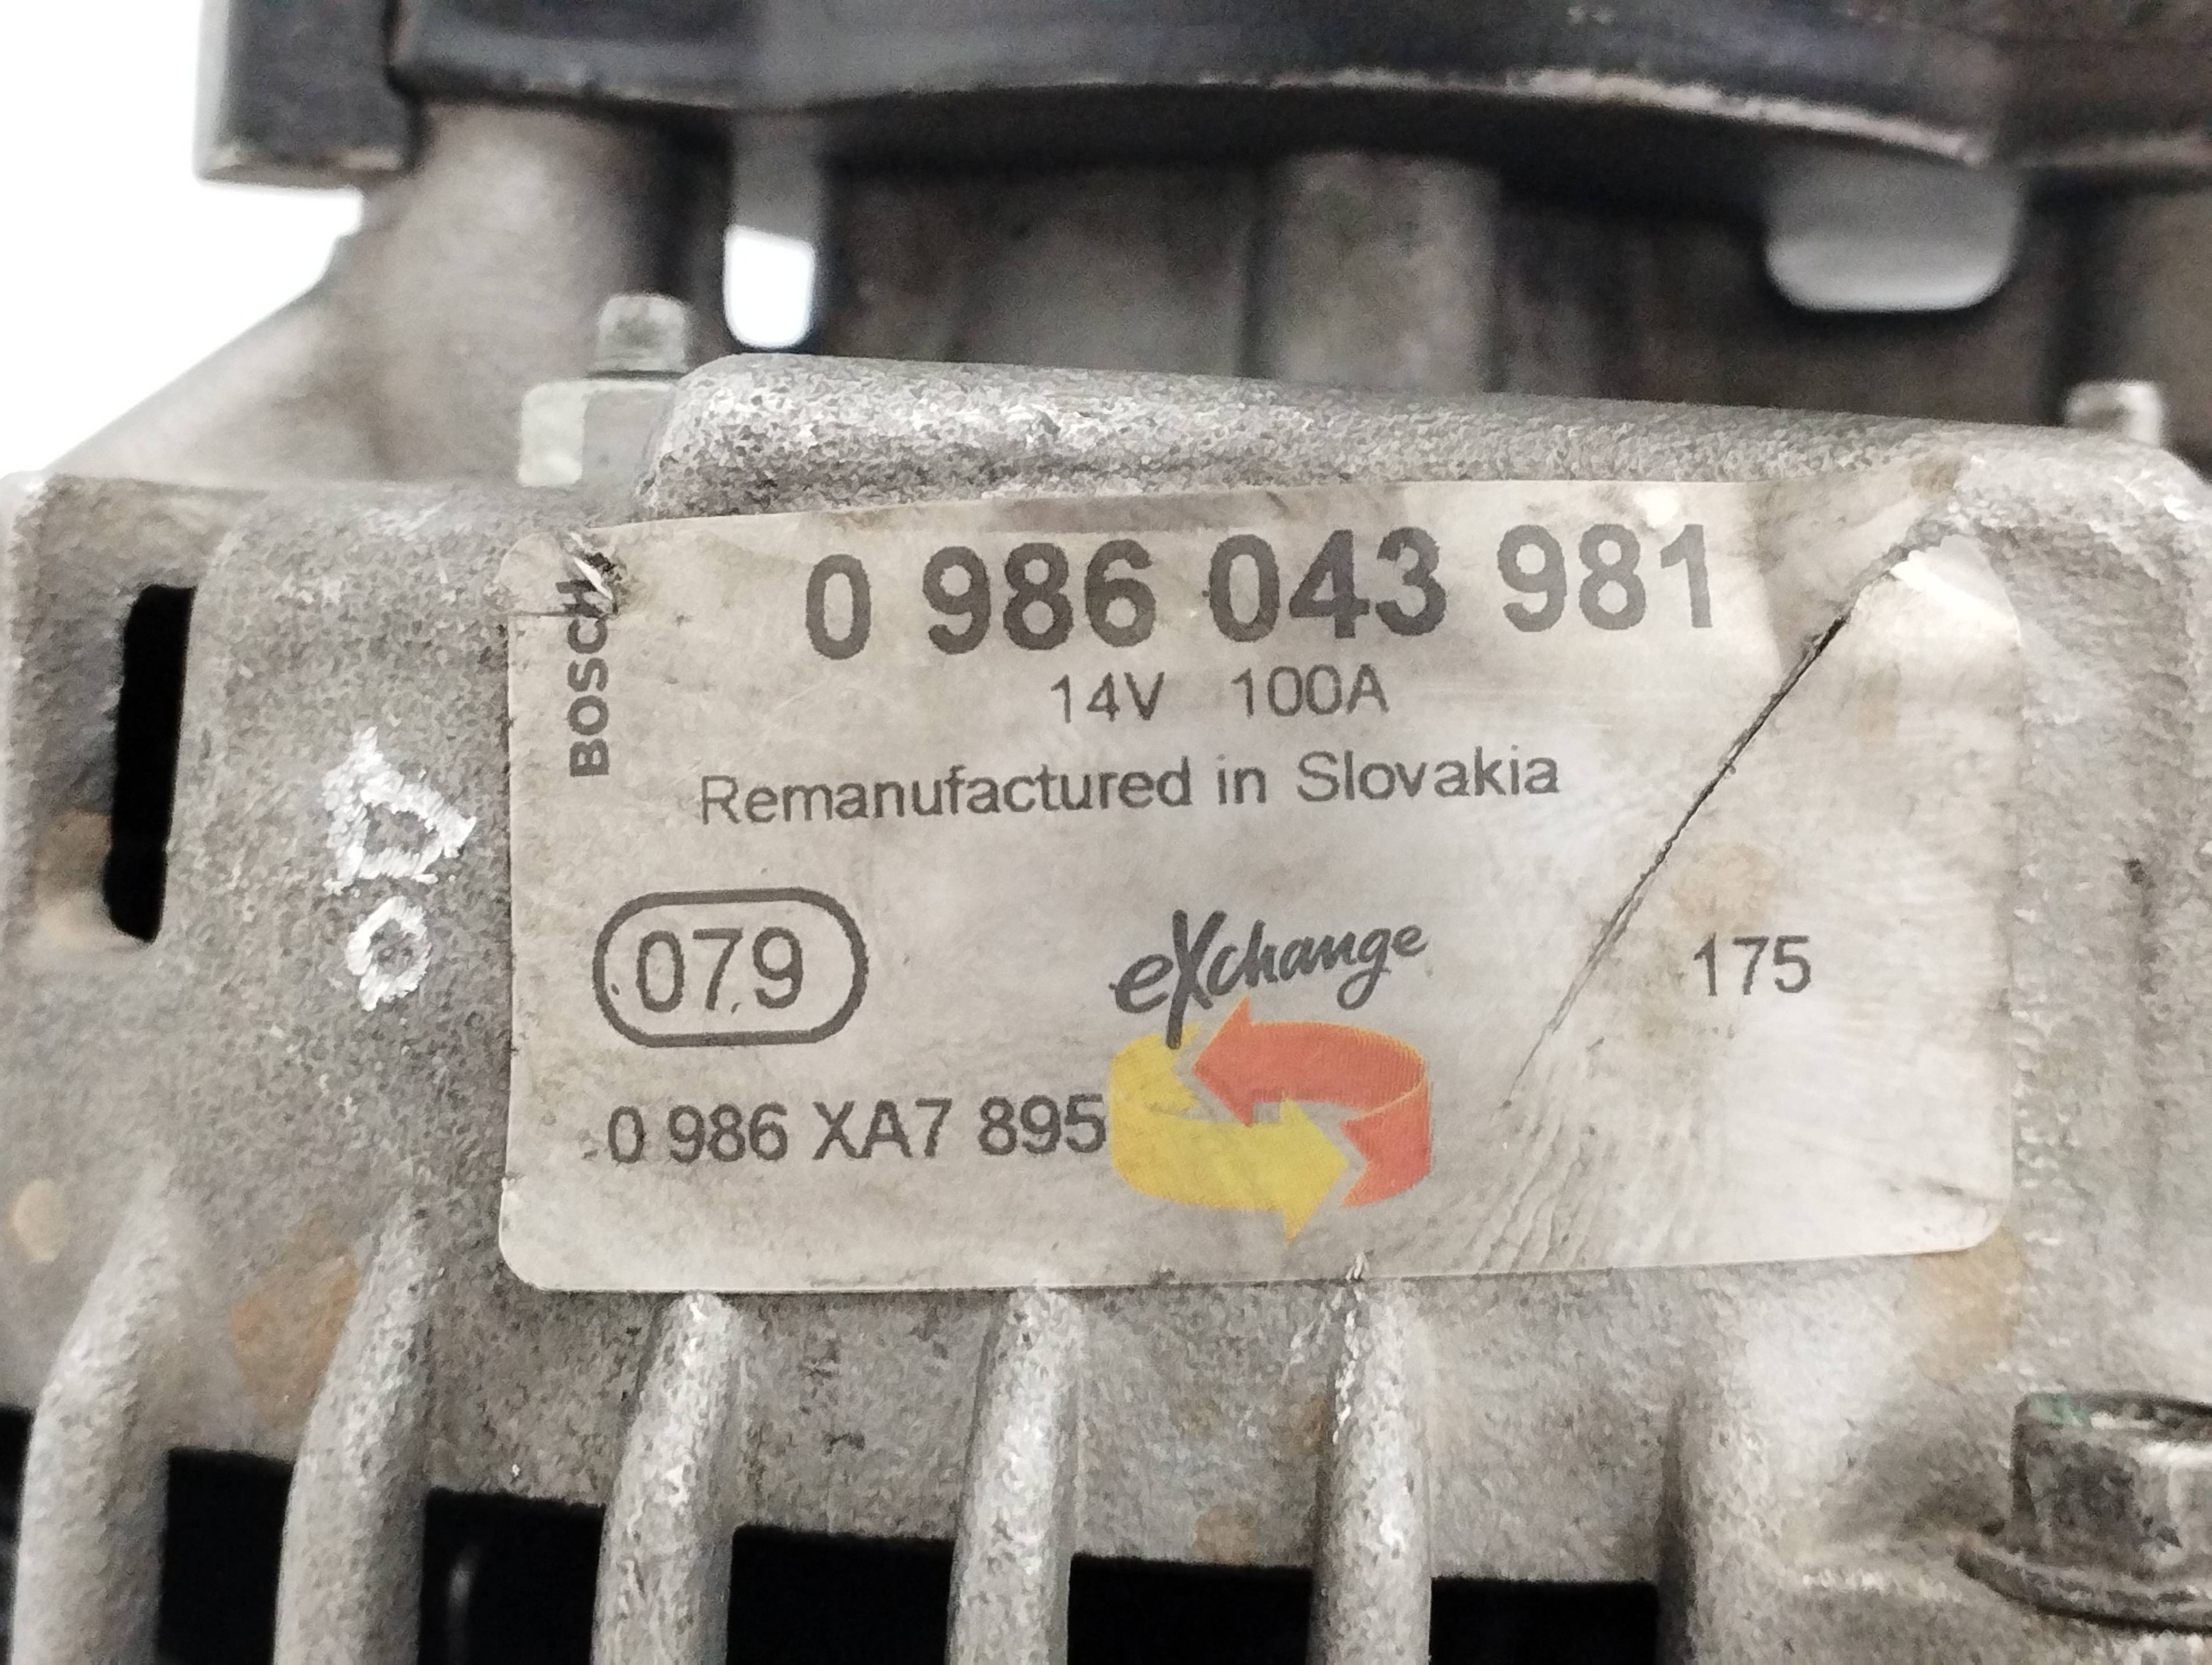 BOSCH
0 986 043 981
14V 100A
Remanufactured in Slovakia
079
eXchange
175
0 986 XA7 895